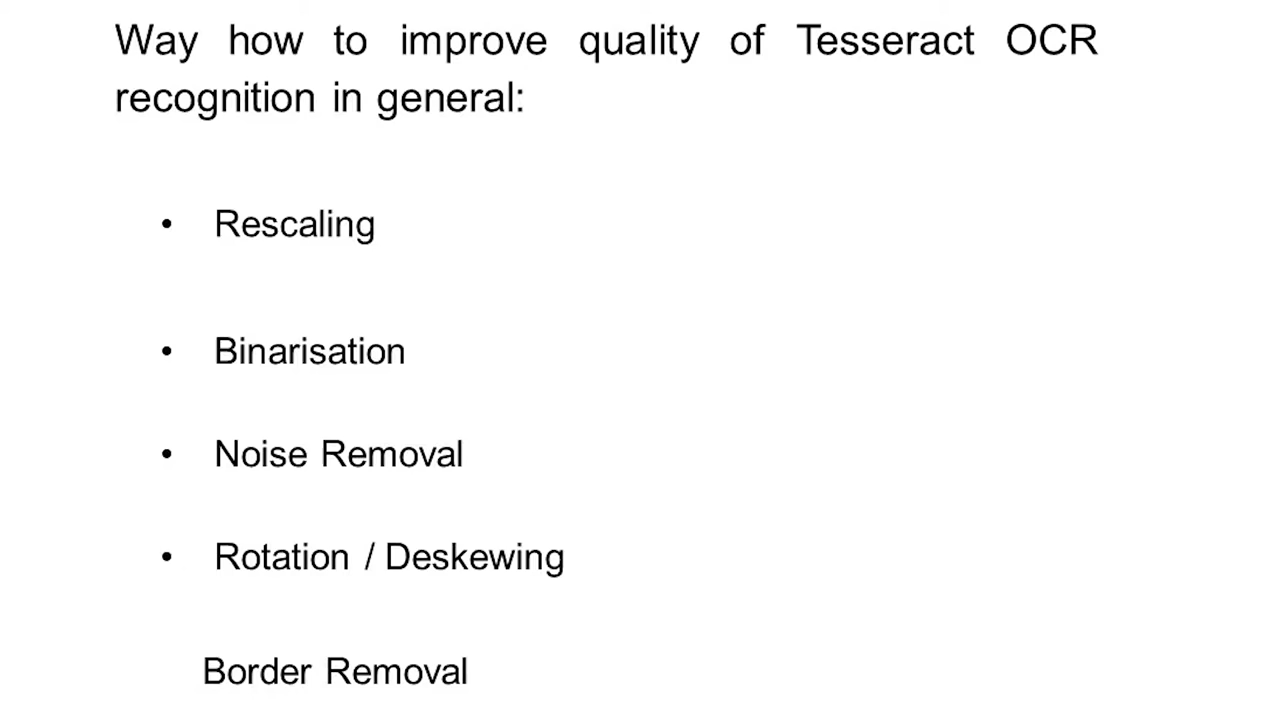 Way how to improve quality of Tesseract OCR
recognition in general:
• Rescaling
• Binarisation
• Noise Removal
• Rotation / Deskewing
Border Removal